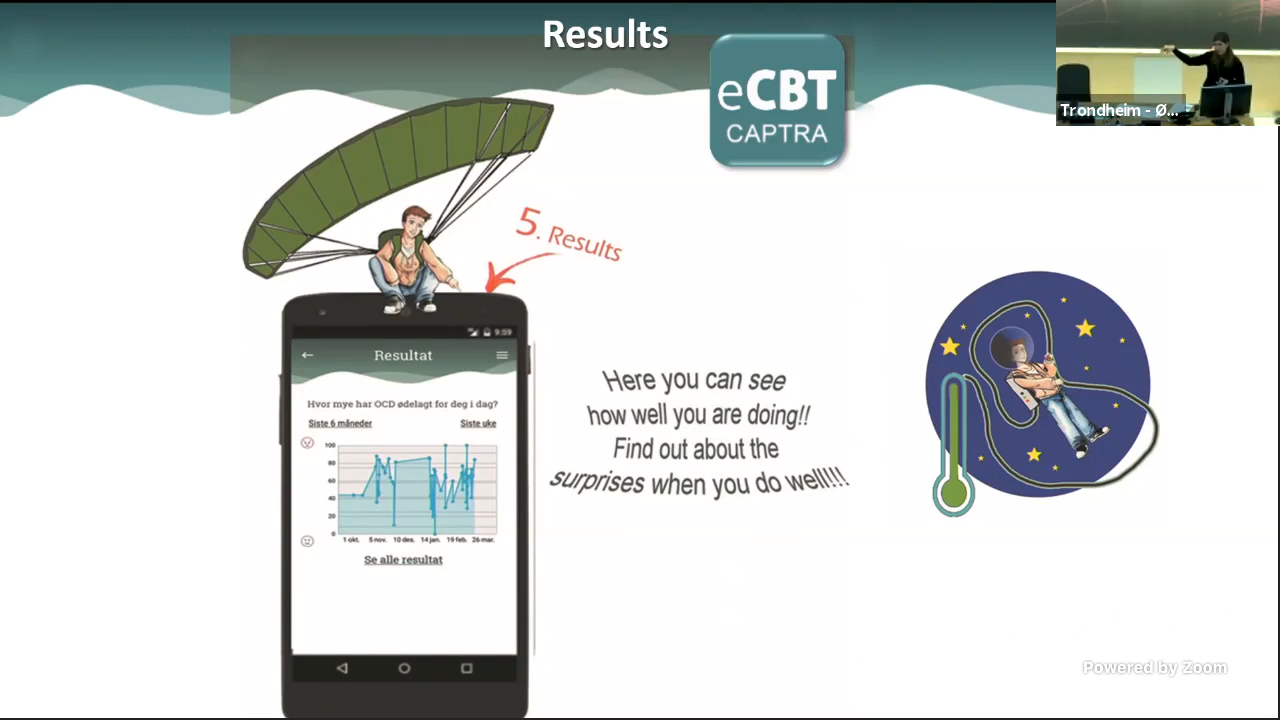 Results
eCBT
CAPTRA
Trondheim - Ø...
5. Results
9:59
Resultat
Hvor mye har OCD ødelagt for deg i dag?
Siste 6 måneder
Siste uke
100
80
60
40
20
0
1 okt. 5 nov. 10 des. 14 jan. 19 feb. 26 mar.
Se alle resultat
Here you can see
how well you are doing!!
Find out about the
surprises when you do well!!!!
Powered by Zoom